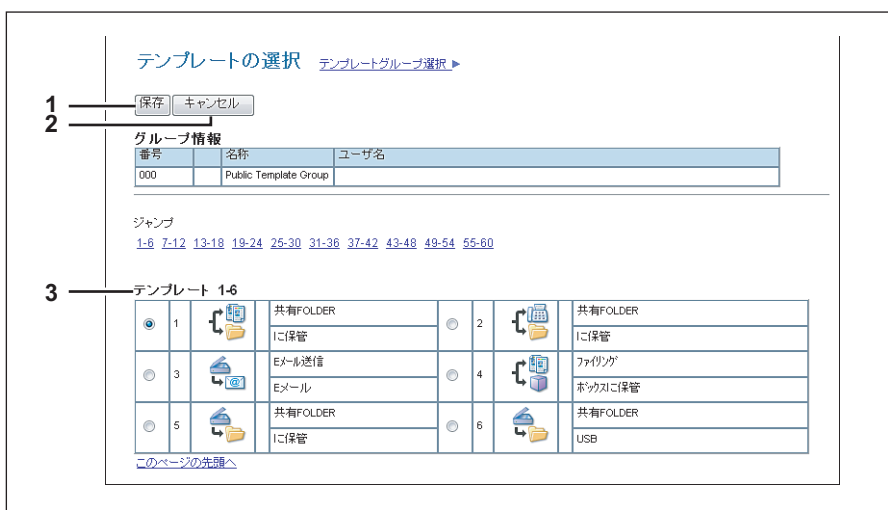 テンプレートの選択 テンプレートグループ選択 ▶
1 保存 キャンセル
2
グループ情報
番号 名称 ユーザ名
000 Public Template Group
ジャンプ
1-6 7-12 13-18 19-24 25-30 31-36 37-42 43-48 49-54 55-60
3 テンプレート 1-6
1 共有FOLDER 2 共有FOLDER
に保管 に保管
3 Eメール送信 4 ファイリング
Eメール ボックスに保管
5 共有FOLDER 6 共有FOLDER
に保管 USB
このページの先頭へ